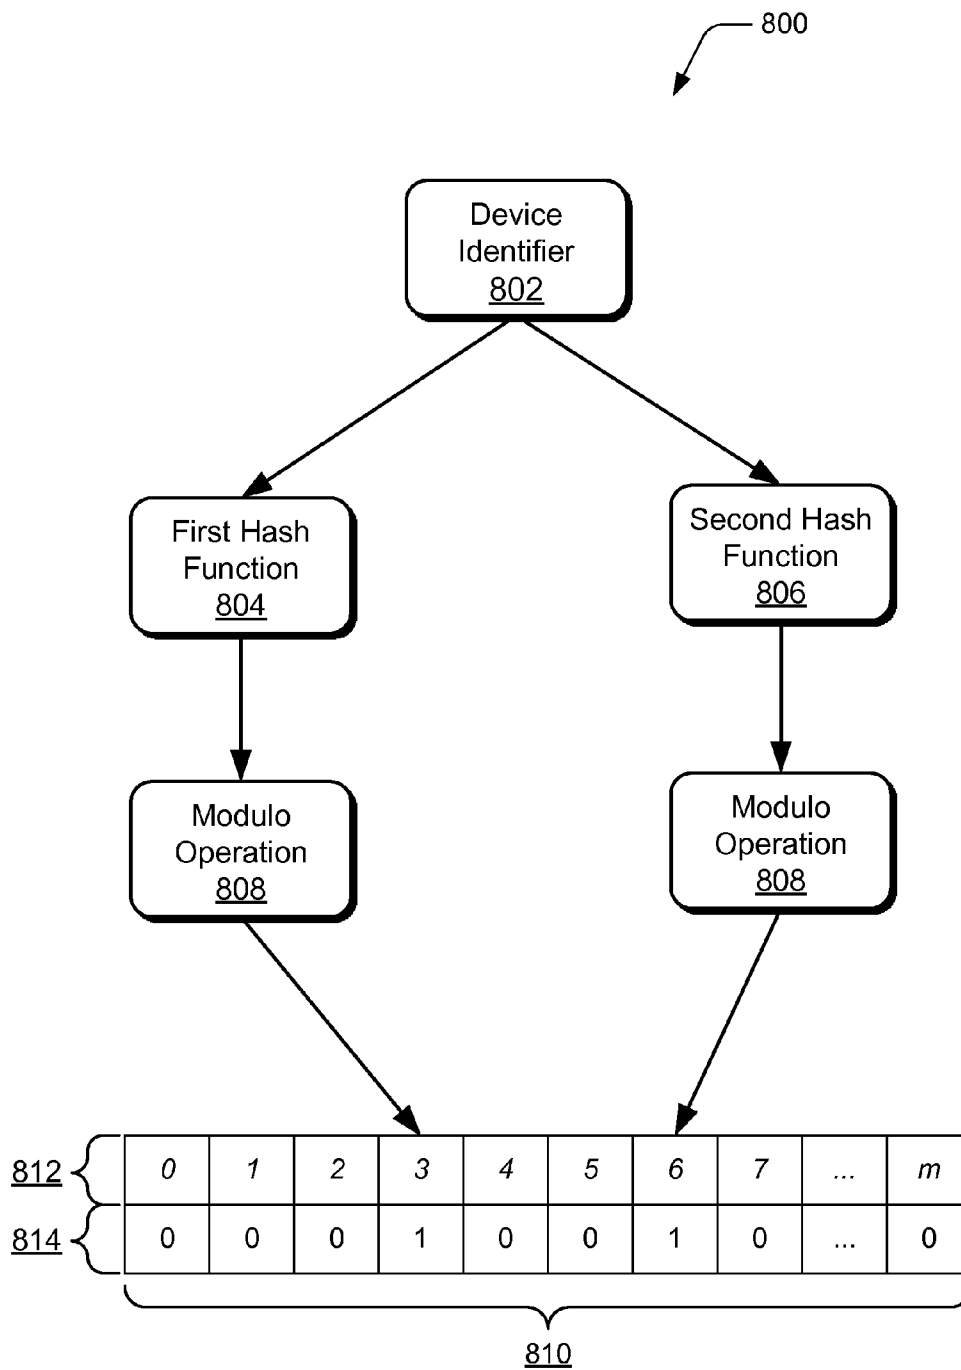 800
Device
Identifier
802
First Hash
Function
804
Second Hash
Function
806
Modulo
Operation
808
Modulo
Operation
808
812 0 1 2 3 4 5 6 7 ... m
814 0 0 0 1 0 0 1 0 ... 0
810